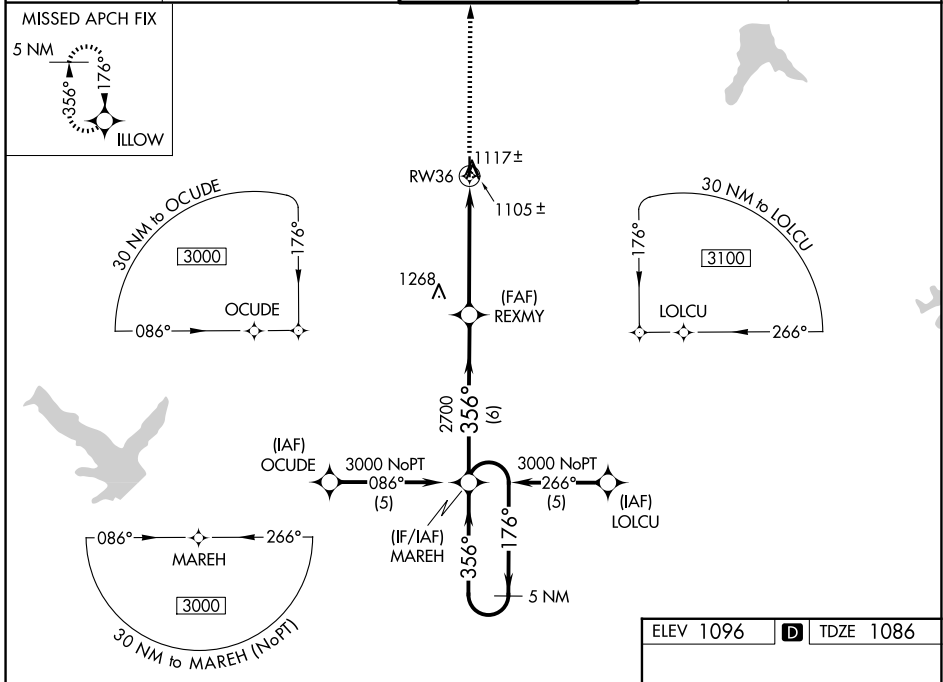 MISSED APCH FIX
5 NM
356°
176°
ILLOW
RW36
1117±
1105±
30 NM to OCUDE
3000
176°
OCUDE
086°
30 NM to LOLCU
3100
176°
LOLCU
266°
1268
(FAF)
REXMY
2700
356°
(6)
(IAF)
OCUDE
3000 NoPT
086°
(5)
3000 NoPT
266°
(5)
(IAF)
LOLCU
(IF/IAF)
MAREH
356°
176°
5 NM
086°
266°
MAREH
3000
30 NM to MAREH (NoPT)
ELEV 1096 D TDZE 1086